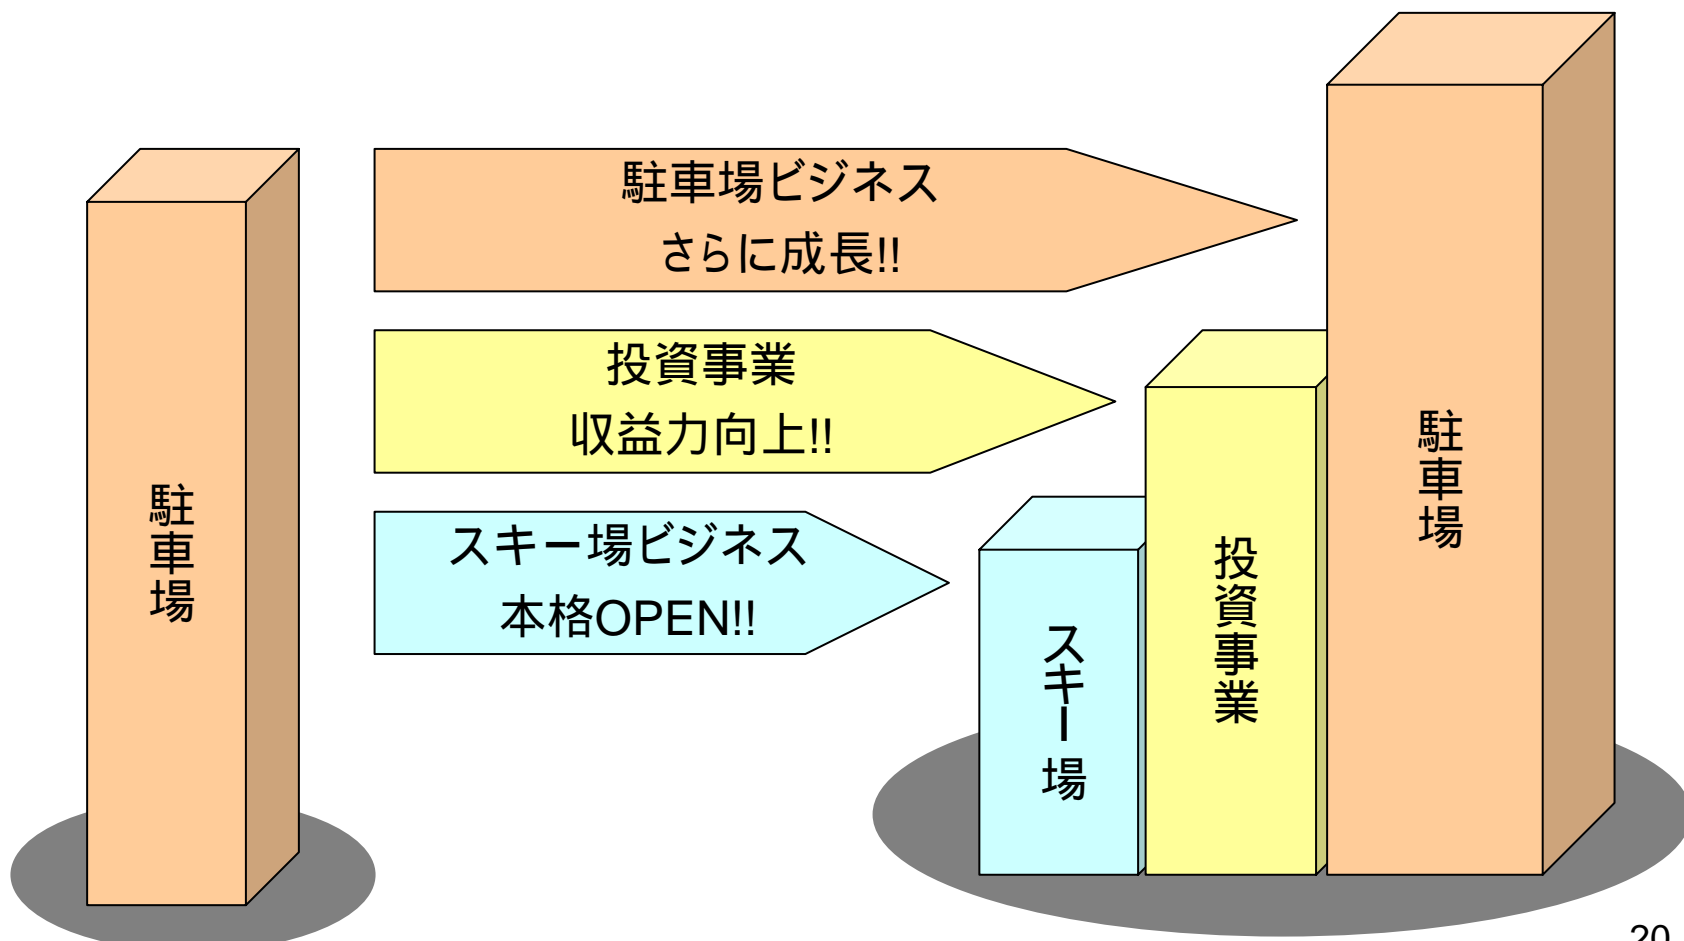 駐車場
駐車場ビジネス
さらに成長!!
投資事業
収益力向上!!
スキー場ビジネス
本格OPEN!!
スキー場
投資事業
駐車場
20